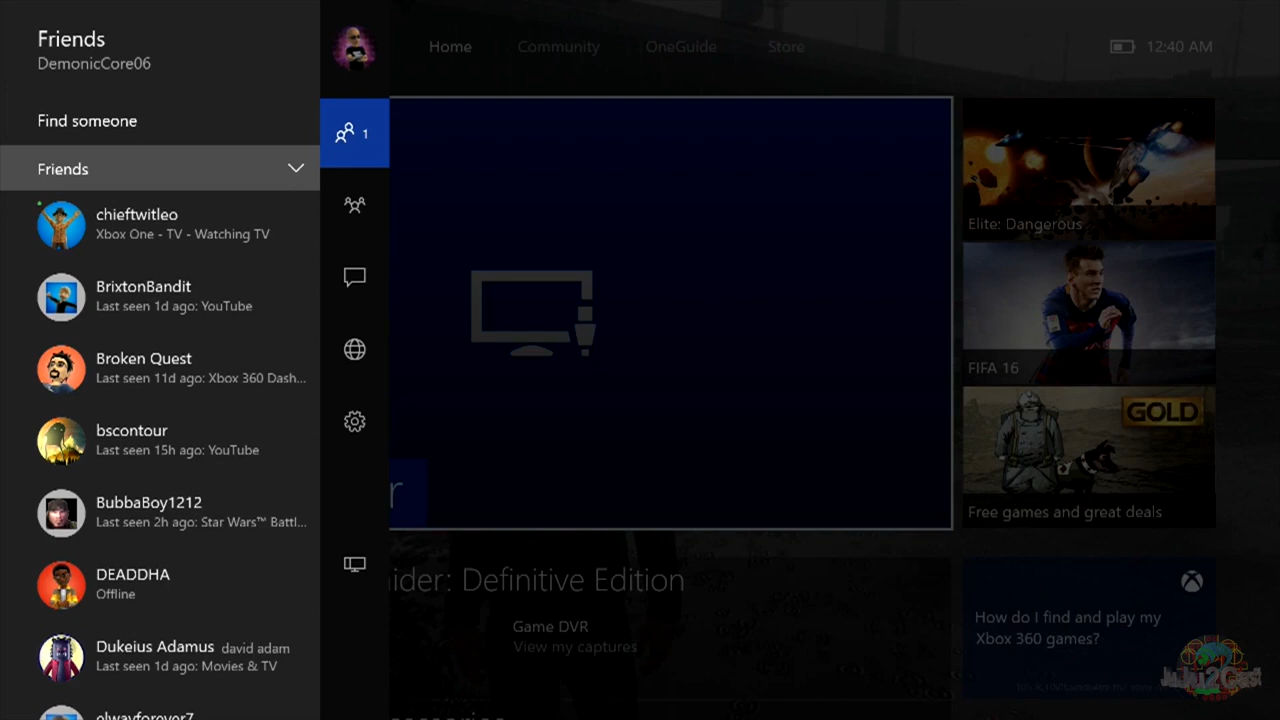 Friends
DemonicCore06
Find someone
Friends
chieftwitleo
Xbox One - TV - Watching TV
BrixtonBandit
Last seen 1d ago: YouTube
Broken Quest
Last seen 11d ago: Xbox 360 Dash...
bscontour
Last seen 15h ago: YouTube
BubbaBoy1212
Last seen 2h ago: Star Wars™ Battl...
DEADDHA
Offline
Dukeius Adamus david adam
Last seen 1d ago: Movies & TV
elwayforever7
1
Home Community OneGuide Store
12:40 AM
r
Elite: Dangerous
FIFA 16
GOLD
Free games and great deals
ider: Definitive Edition
Game DVR
View my captures
How do I find and play my
Xbox 360 games?
JuJu2Cast